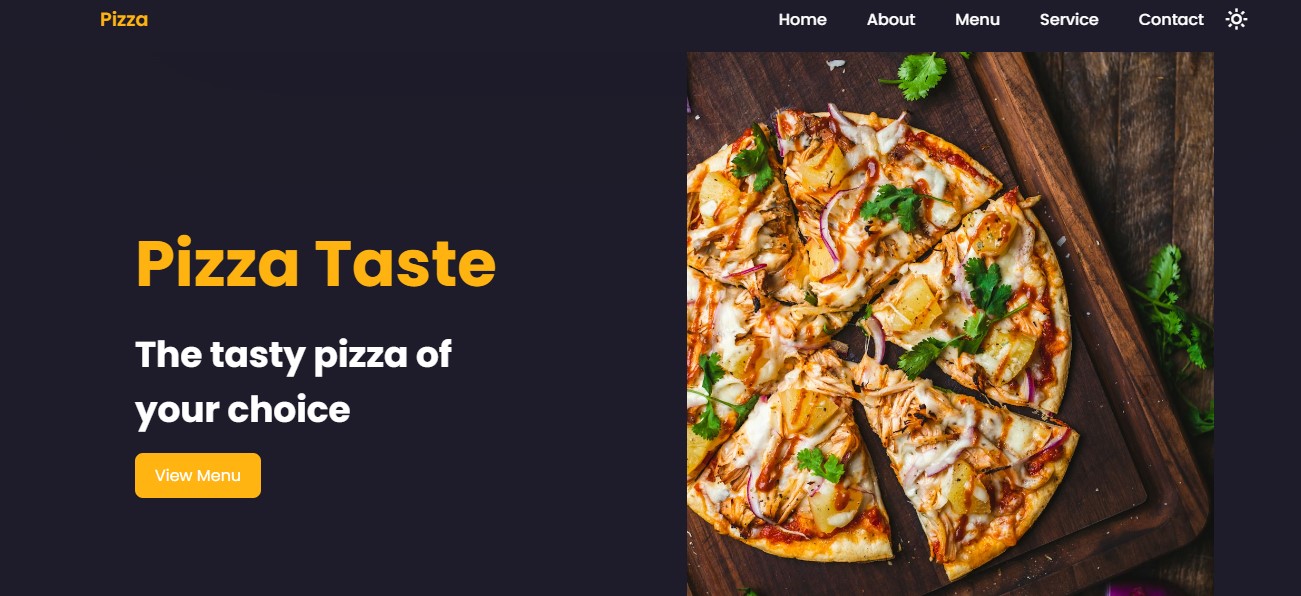 Pizza
Home About Menu Service Contact
Pizza Taste
The tasty pizza of
your choice
View Menu